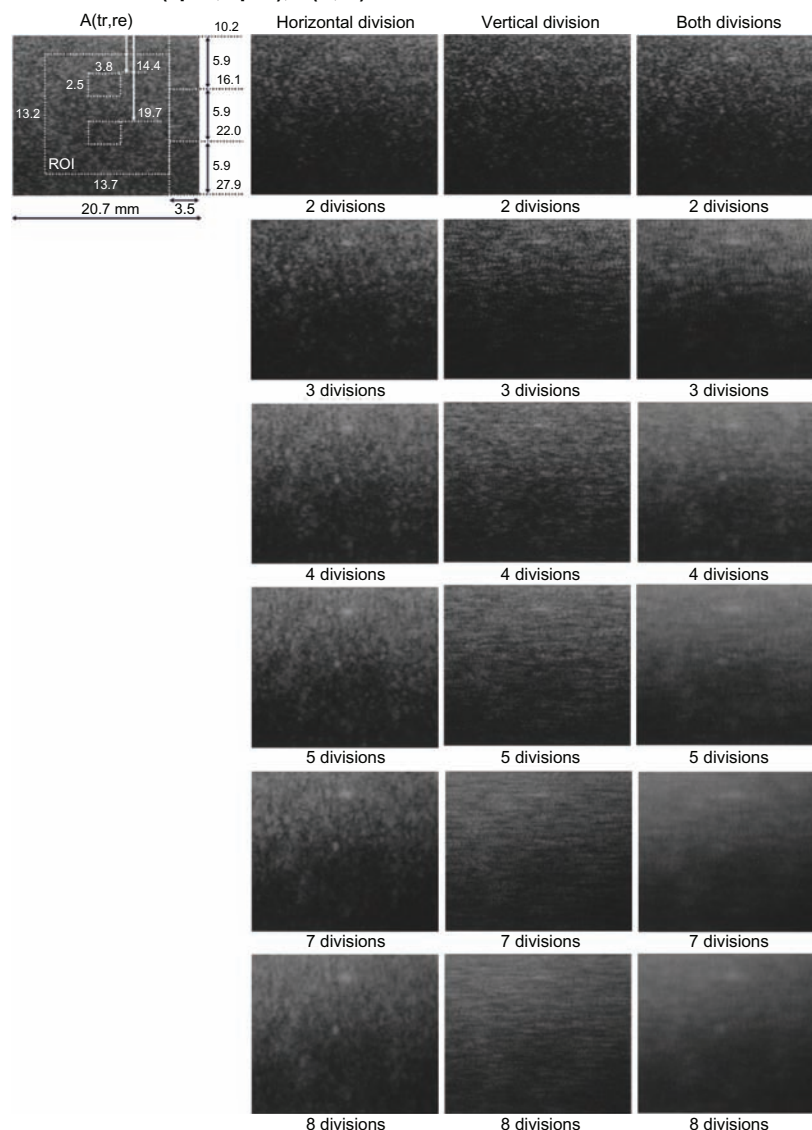 A(tr,re)
10.2
Horizontal division
Vertical division
Both divisions
3.8
14.4
5.9
2.5
16.1
13.2
19.7
5.9
22.0
ROI
5.9
13.7
27.9
20.7 mm
3.5
2 divisions
2 divisions
2 divisions
3 divisions
3 divisions
3 divisions
4 divisions
4 divisions
4 divisions
5 divisions
5 divisions
5 divisions
7 divisions
7 divisions
7 divisions
8 divisions
8 divisions
8 divisions